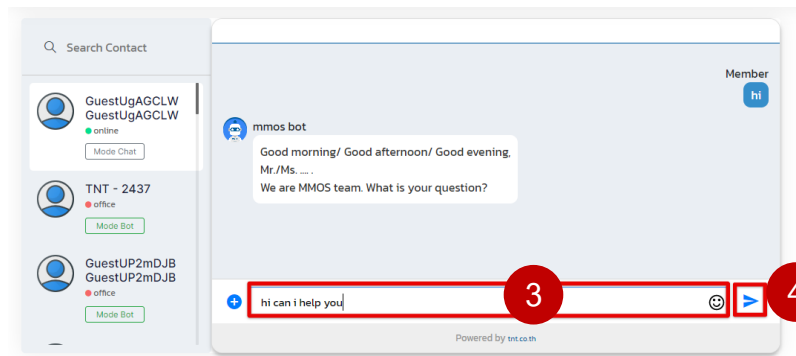 Search Contact
GuestUgAGCLW
GuestUgAGCLW
online
Mode Chat
TNT - 2437
office
Mode Bot
GuestUP2mDJB
GuestUP2mDJB
office
Mode Bot
Member
hi
mmos bot
Good morning/ Good afternoon/ Good evening,
Mr./Ms. .... .
We are MMOS team. What is your question?
hi can i help you
3
4
Powered by tnt.co.th